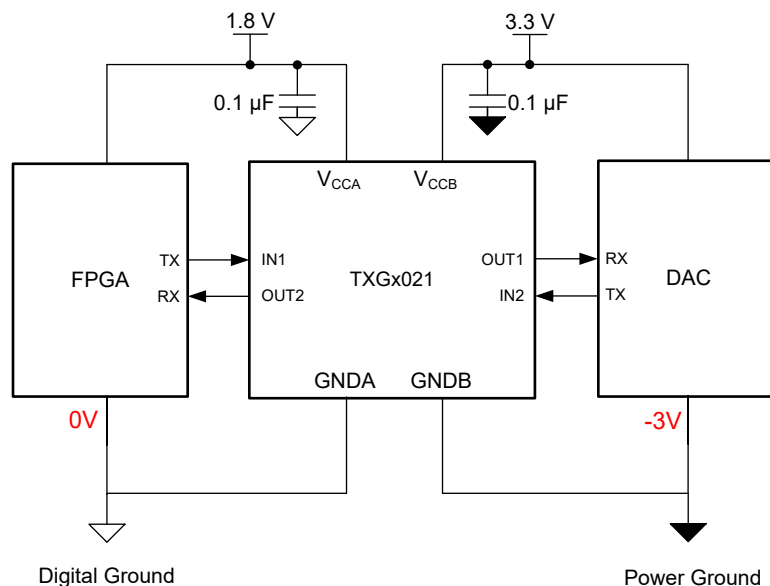 1.8 V 3.3 V
0.1 µF 0.1 µF
VCCA VCCB
TX IN1 OUT1 RX
FPGA TXGx021 DAC
RX OUT2 IN2 TX
GNDA GNDB
0V -3V
Digital Ground Power Ground